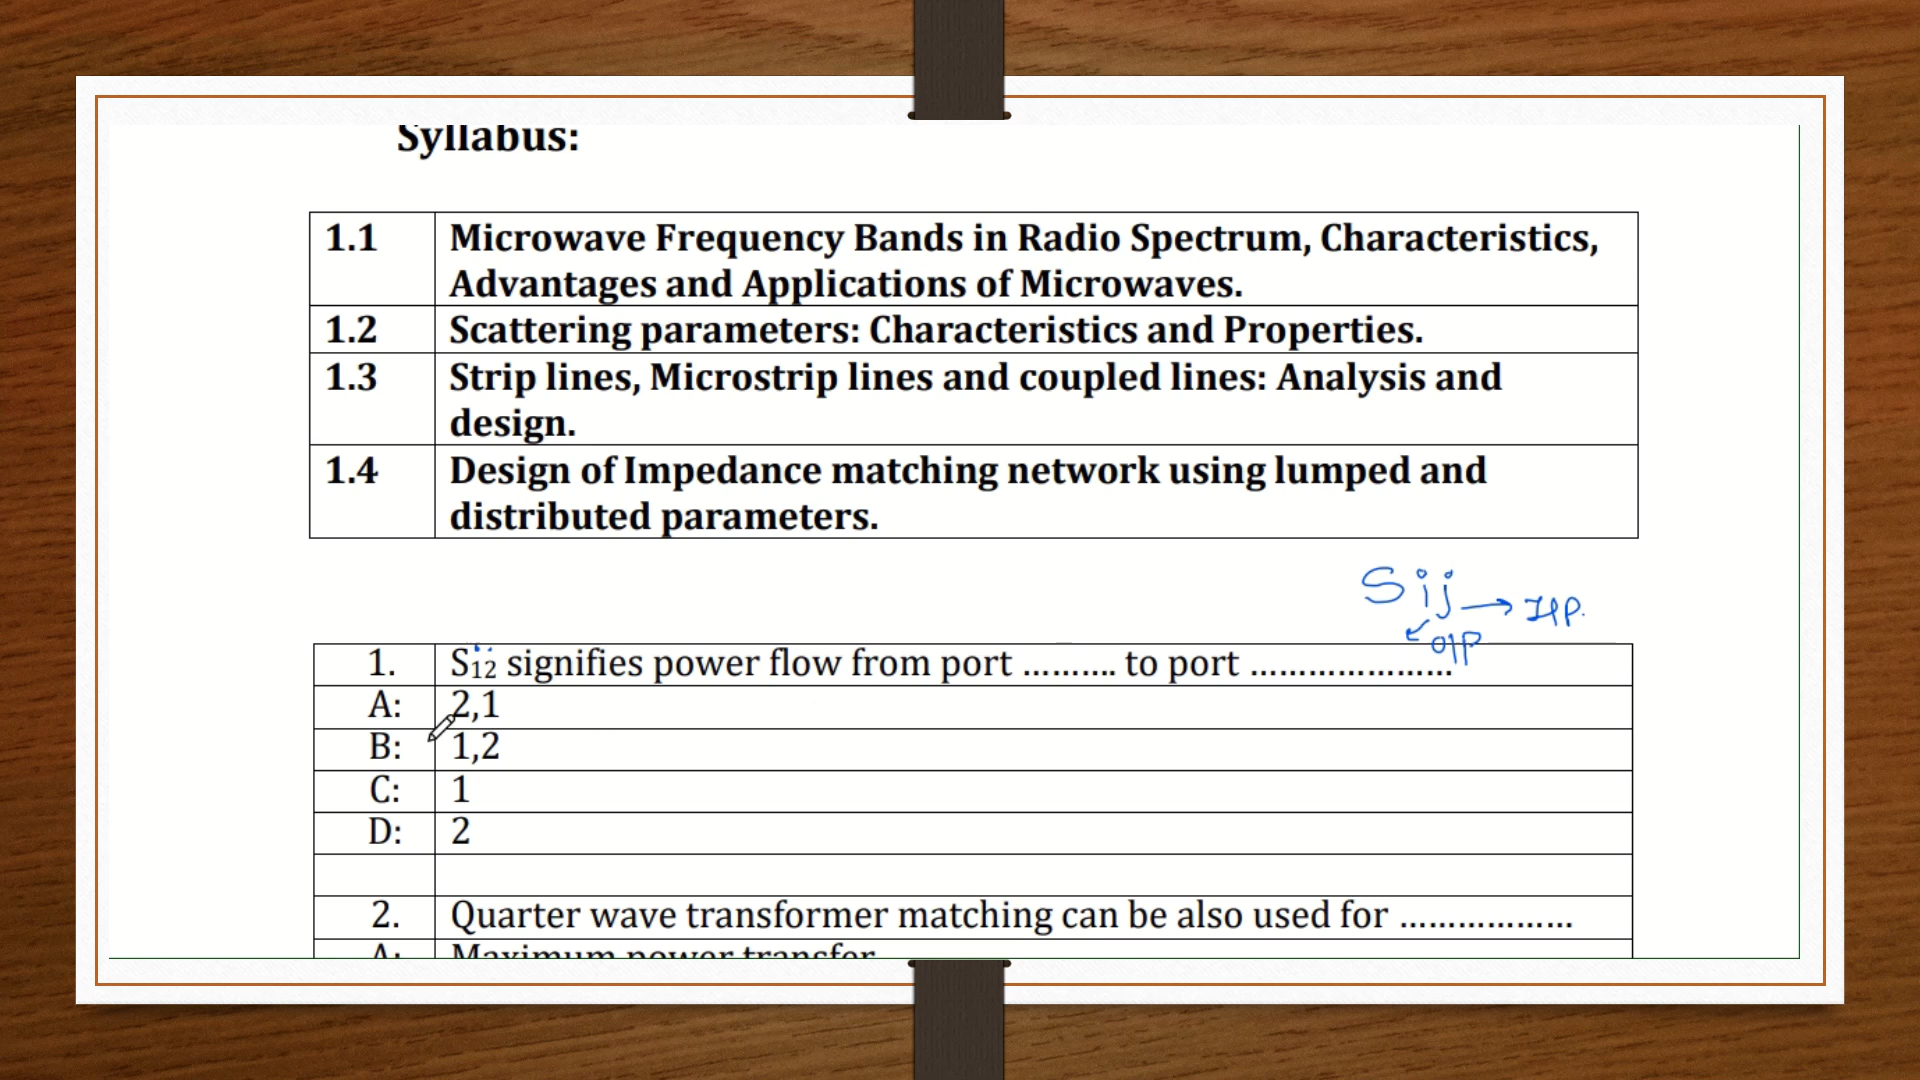 Syllabus:
1.1 Microwave Frequency Bands in Radio Spectrum, Characteristics,
Advantages and Applications of Microwaves.
1.2 Scattering parameters: Characteristics and Properties.
1.3 Strip lines, Microstrip lines and coupled lines: Analysis and
design.
1.4 Design of Impedance matching network using lumped and
distributed parameters.
Sij → I/P.
O/P
1. S12 signifies power flow from port .......... to port .....................
A: 2,1
B: 1,2
C: 1
D: 2
2. Quarter wave transformer matching can be also used for .................
A: Maximum power transfer